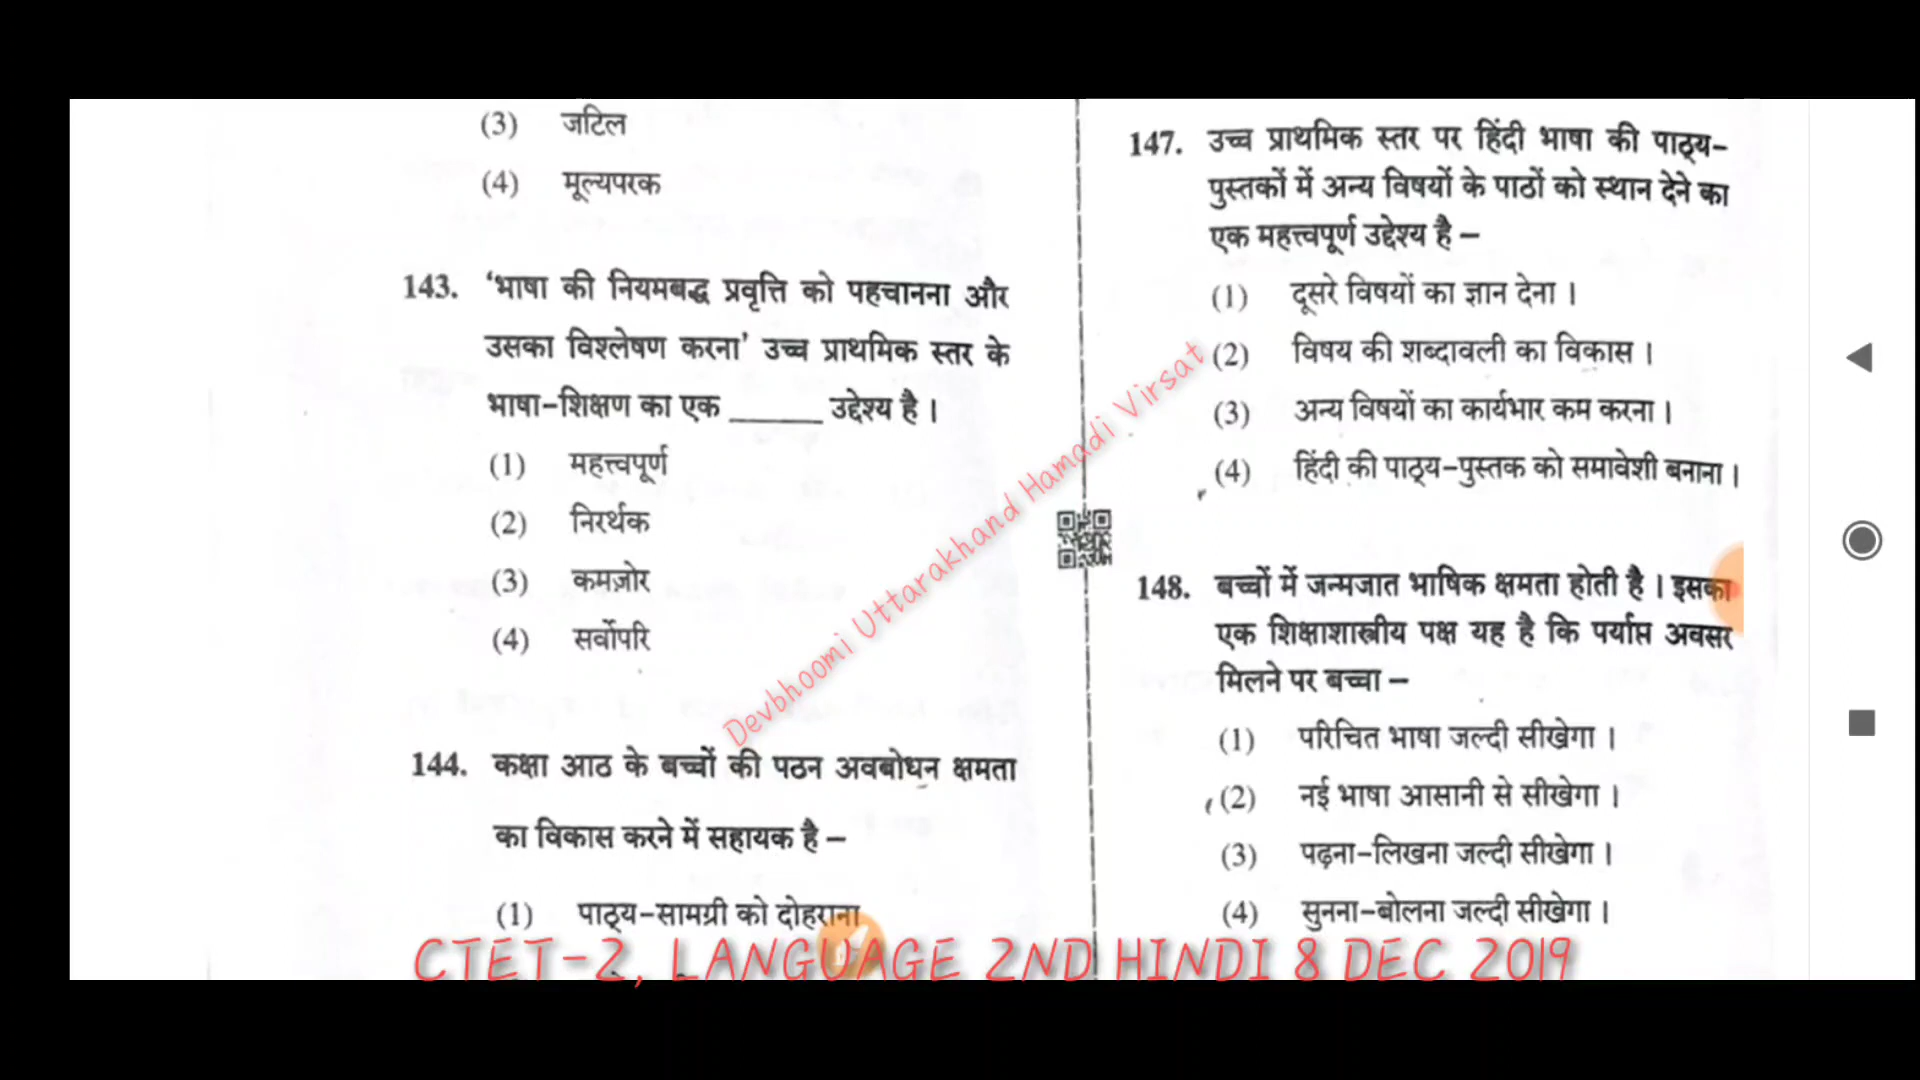 (3) जटिल
(4) मूल्यपरक
143. 'भाषा की नियमबद्ध प्रवृत्ति को पहचानना और
उसका विश्लेषण करना' उच्च प्राथमिक स्तर के
भाषा-शिक्षण का एक ______ उद्देश्य है।
(1) महत्त्वपूर्ण
(2) निरर्थक
(3) कमज़ोर
(4) सर्वोपरि
144. कक्षा आठ के बच्चों की पठन अवबोधन क्षमता
का विकास करने में सहायक है –
(1) पाठ्य-सामग्री को दोहराना
147. उच्च प्राथमिक स्तर पर हिंदी भाषा की पाठ्य-
पुस्तकों में अन्य विषयों के पाठों को स्थान देने का
एक महत्त्वपूर्ण उद्देश्य है –
(1) दूसरे विषयों का ज्ञान देना।
(2) विषय की शब्दावली का विकास।
(3) अन्य विषयों का कार्यभार कम करना।
(4) हिंदी की पाठ्य-पुस्तक को समावेशी बनाना।
148. बच्चों में जन्मजात भाषिक क्षमता होती है। इसका
एक शिक्षाशास्त्रीय पक्ष यह है कि पर्याप्त अवसर
मिलने पर बच्चा –
(1) परिचित भाषा जल्दी सीखेगा।
(2) नई भाषा आसानी से सीखेगा।
(3) पढ़ना-लिखना जल्दी सीखेगा।
(4) सुनना-बोलना जल्दी सीखेगा।
Devbhoomi Uttarakhand Hamadi Virsat
CTET-2, LANGUAGE 2ND HINDI 8 DEC 2019